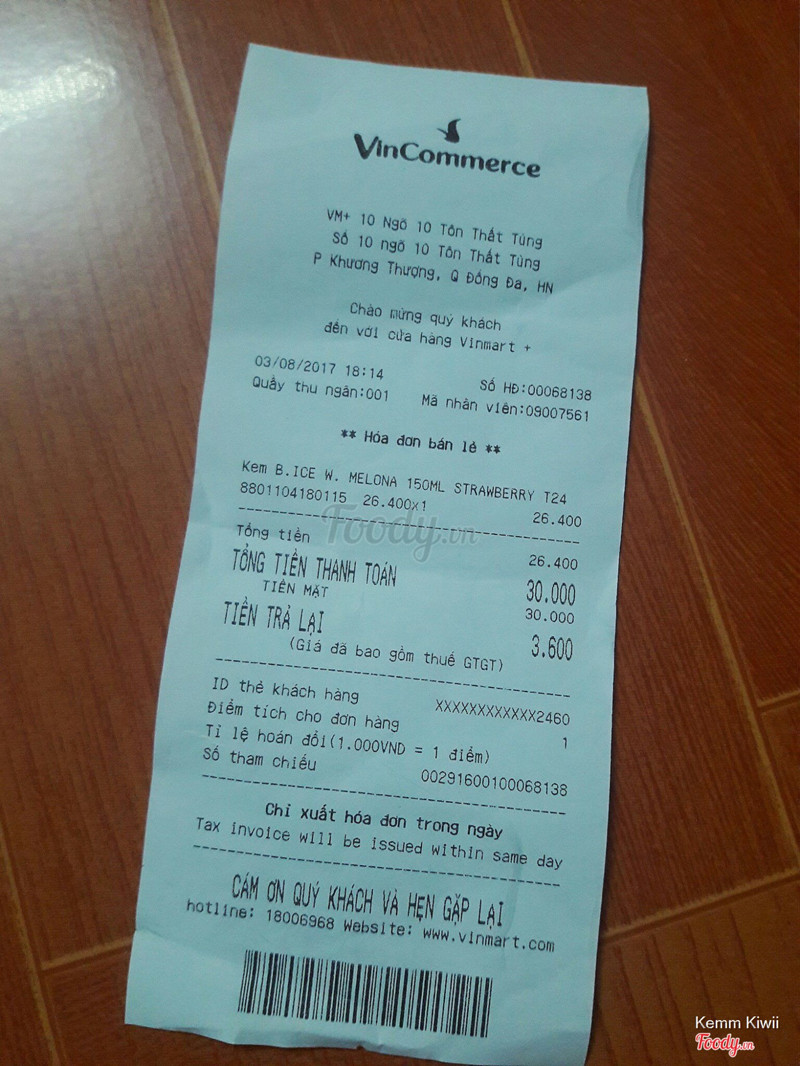 VinCommerce
VM+ 10 Ngõ 10 Tôn Thất Tùng
Số 10 ngõ 10 Tôn Thất Tùng
P Khương Thượng, Q Đống Đa, HN
Chào mừng quý khách
đến với cửa hàng Vinmart +
03/08/2017 18:14 Số HĐ:00068138
Quầy thu ngân:001 Mã nhân viên:09007561
** Hóa đơn bán lẻ **
Kem B.ICE W. MELONA 150ML STRAWBERRY T24
8801104180115 26.400x1 26.400
Foody.vn
Tổng tiền 26.400
TỔNG TIỀN THANH TOÁN 30.000
TIỀN MẶT 30.000
TIỀN TRẢ LẠI 3.600
(Giá đã bao gồm thuế GTGT)
ID thẻ khách hàng XXXXXXXXXXXX2460
Điểm tích cho đơn hàng 1
Tỉ lệ hoán đổi(1.000VND = 1 điểm)
Số tham chiếu 00291600100068138
Chỉ xuất hóa đơn trong ngày
Tax invoice will be issued within same day
CÁM ƠN QUÝ KHÁCH VÀ HẸN GẶP LẠI
hotline: 18006968 Website: www.vinmart.com
Kemm Kiwii
Foody.vn